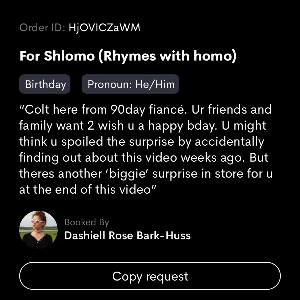 Order ID: HjOVICZaWM
For Shlomo (Rhymes with homo)
Birthday Pronoun: He/Him
“Colt here from 90day fiancé. Ur friends and
family want 2 wish u a happy bday. U might
think u spoiled the surprise by accidentally
finding out about this video weeks ago. But
theres another ‘biggie’ surprise in store for u
at the end of this video”
Booked By
Dashiell Rose Bark-Huss
Copy request